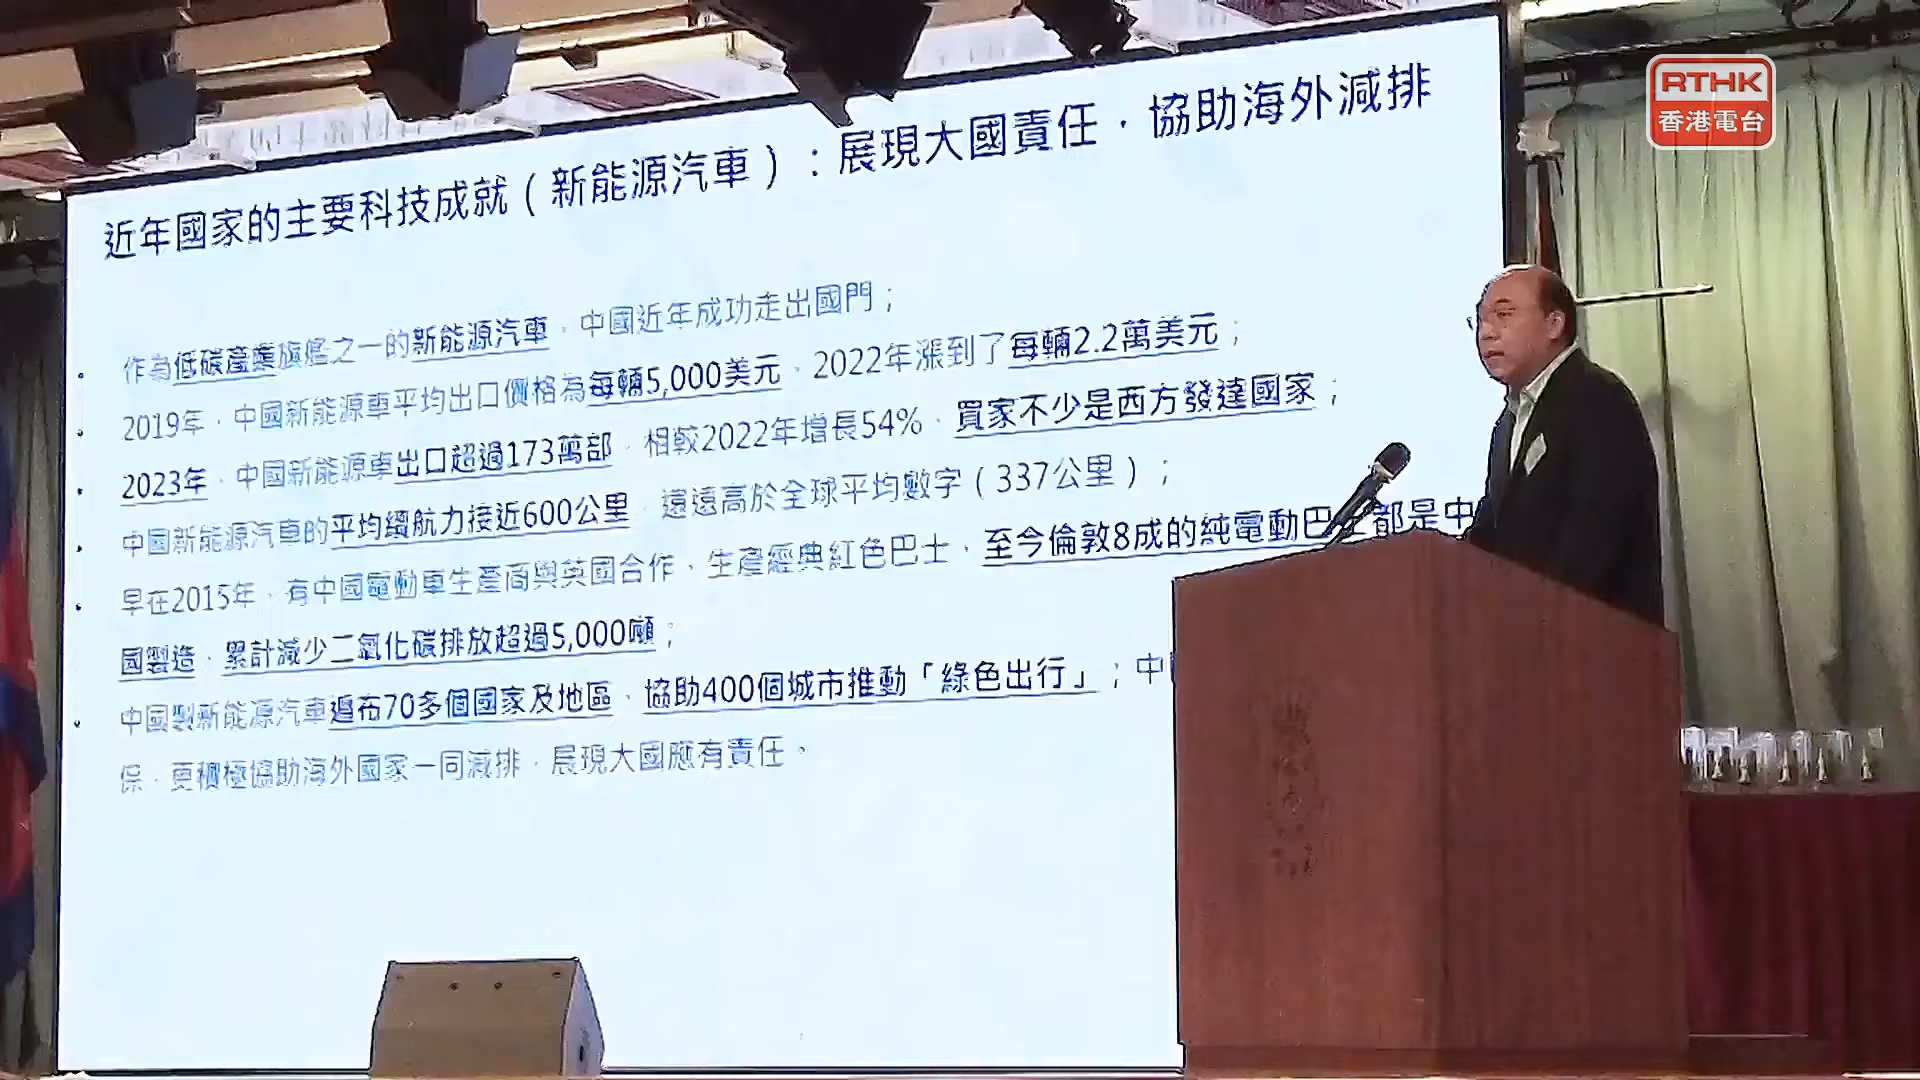 RTHK
香港電台
近年國家的主要科技成就（新能源汽車）：展現大國責任，協助海外減排
作為低碳產業旗艦之一的新能源汽車，中國近年成功走出國門；
2019年，中國新能源車平均出口價格為每輛5,000美元，2022年漲到了每輛2.2萬美元；
2023年，中國新能源車出口超過173萬部，相較2022年增長54%，買家不少是西方發達國家；
中國新能源汽車的平均續航力接近600公里，遠遠高於全球平均數字（337公里）；
早在2015年，有中國電動車生產商與英國合作，生產經典紅色巴士，至今倫敦8成的純電動巴士都是中
國製造，累計減少二氧化碳排放超過5,000噸；
中國製新能源汽車遍布70多個國家及地區，協助400個城市推動「綠色出行」；中
保，更積極協助海外國家一同減排，展現大國應有責任。